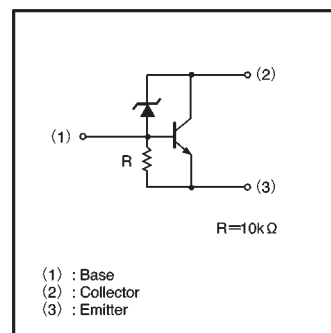 (2)
(1)
R
(3)
R=10kΩ
(1) : Base
(2) : Collector
(3) : Emitter